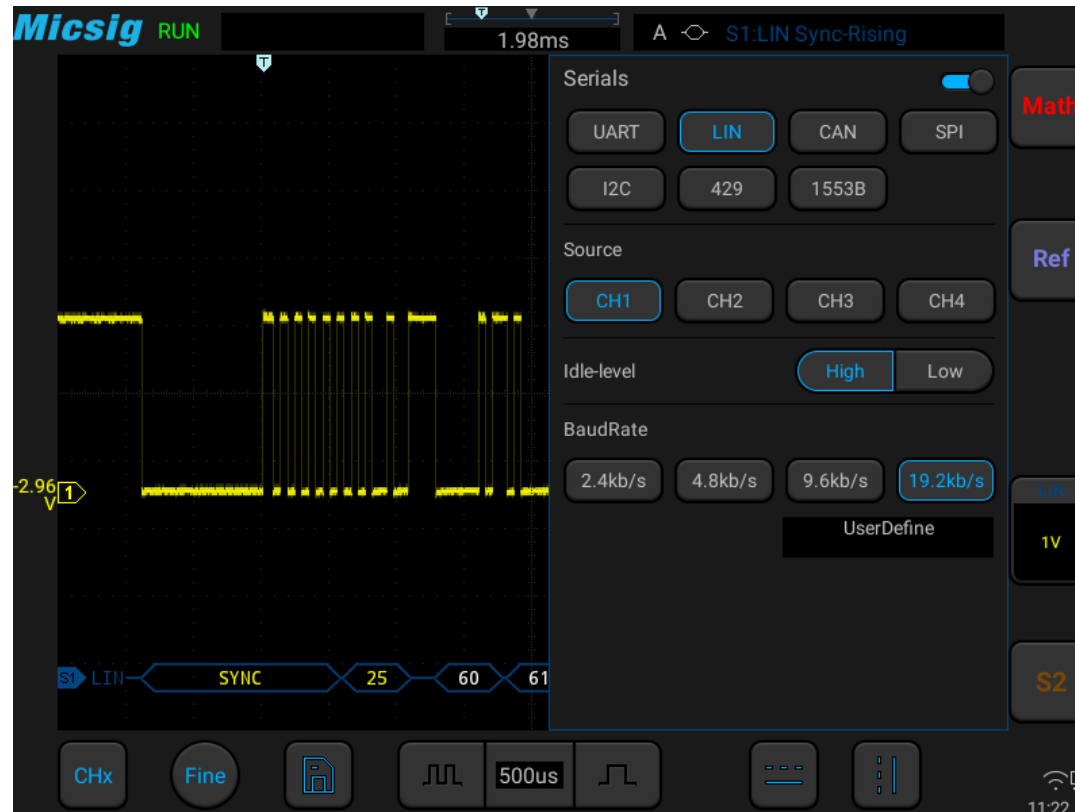 Micsig RUN
T
1.98ms
A S1:LIN Sync-Rising
T
Serials
Math
UART LIN CAN SPI
I2C 429 1553B
Source
Ref
CH1 CH2 CH3 CH4
Idle-level High Low
BaudRate
2.4kb/s 4.8kb/s 9.6kb/s 19.2kb/s
-2.96
V
1
LIN
UserDefine
1V
S1 LIN SYNC 25 60 61
S2
CHx Fine 500us
11:22